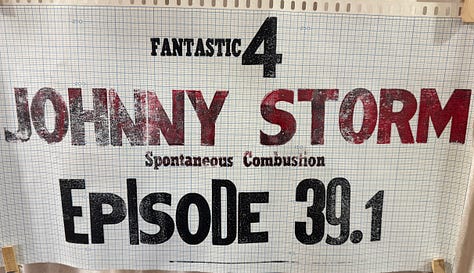 FANTASTIC 4
JOHNNY STORM
Spontaneous Combustion
EPISODE 39.1